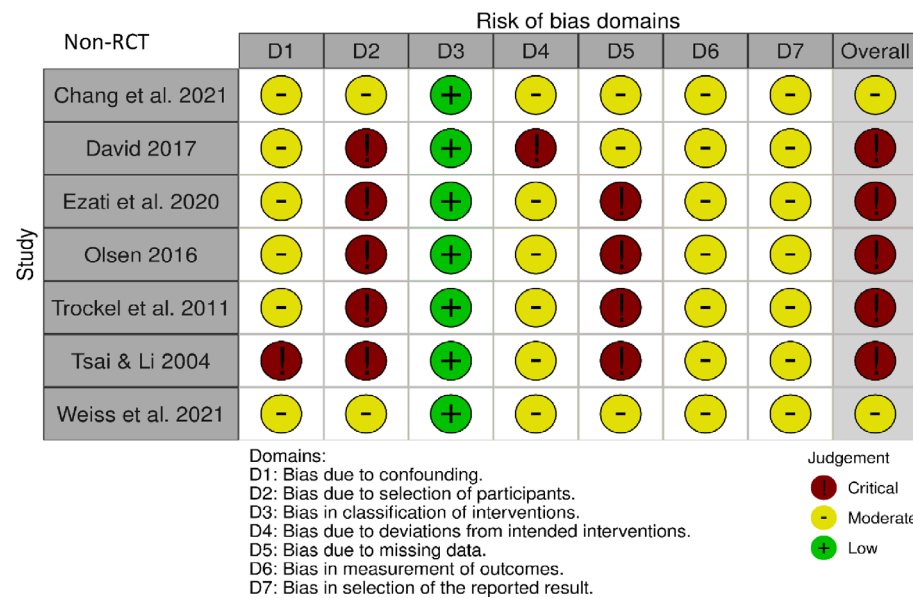 Risk of bias domains
Non-RCT
D1 D2 D3 D4 D5 D6 D7 Overall
Study
Chang et al. 2021 - - + - - - - -
David 2017 - ! + ! - - - !
Ezati et al. 2020 - ! + - ! - - !
Olsen 2016 - ! + - ! - - !
Trockel et al. 2011 - ! + - ! - - !
Tsai & Li 2004 ! ! + - ! - - !
Weiss et al. 2021 - - + - - - - -
Domains:
D1: Bias due to confounding.
D2: Bias due to selection of participants.
D3: Bias in classification of interventions.
D4: Bias due to deviations from intended interventions.
D5: Bias due to missing data.
D6: Bias in measurement of outcomes.
D7: Bias in selection of the reported result.
Judgement
! Critical
- Moderate
+ Low